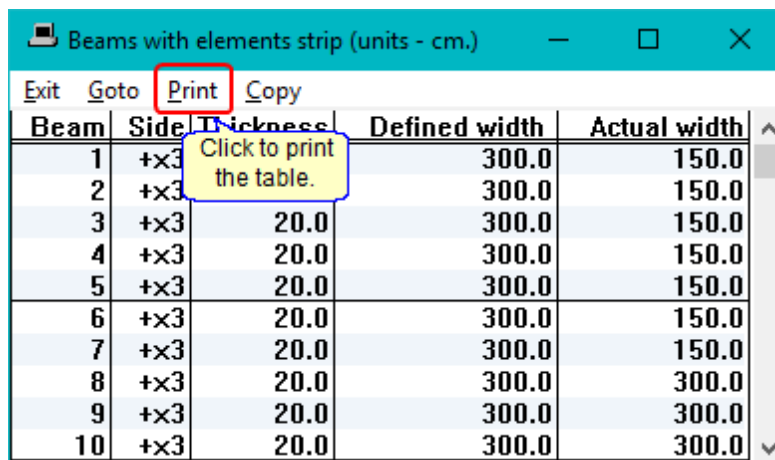 Beams with elements strip (units - cm.)
Exit Goto Print Copy
Beam Side Thickness Defined width Actual width
1 +x3 300.0 150.0
2 +x3 300.0 150.0
3 +x3 20.0 300.0 150.0
4 +x3 20.0 300.0 150.0
5 +x3 20.0 300.0 150.0
6 +x3 20.0 300.0 150.0
7 +x3 20.0 300.0 150.0
8 +x3 20.0 300.0 300.0
9 +x3 20.0 300.0 300.0
10 +x3 20.0 300.0 300.0
Click to print
the table.